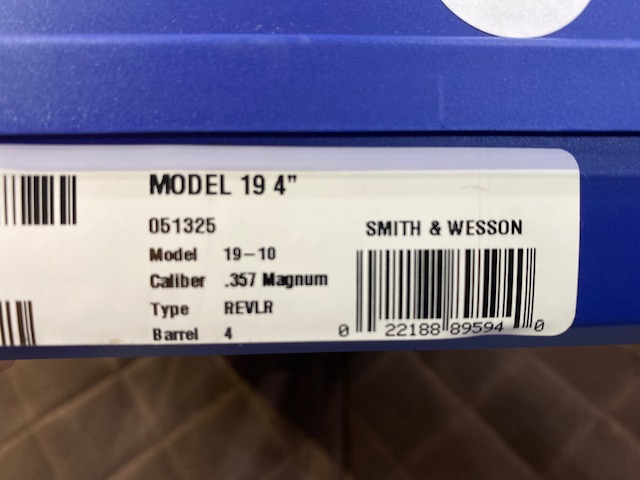 MODEL 19 4"
051325
Model 19-10
Caliber .357 Magnum
Type REVLR
Barrel 4
SMITH & WESSON
0 22188 89594 0